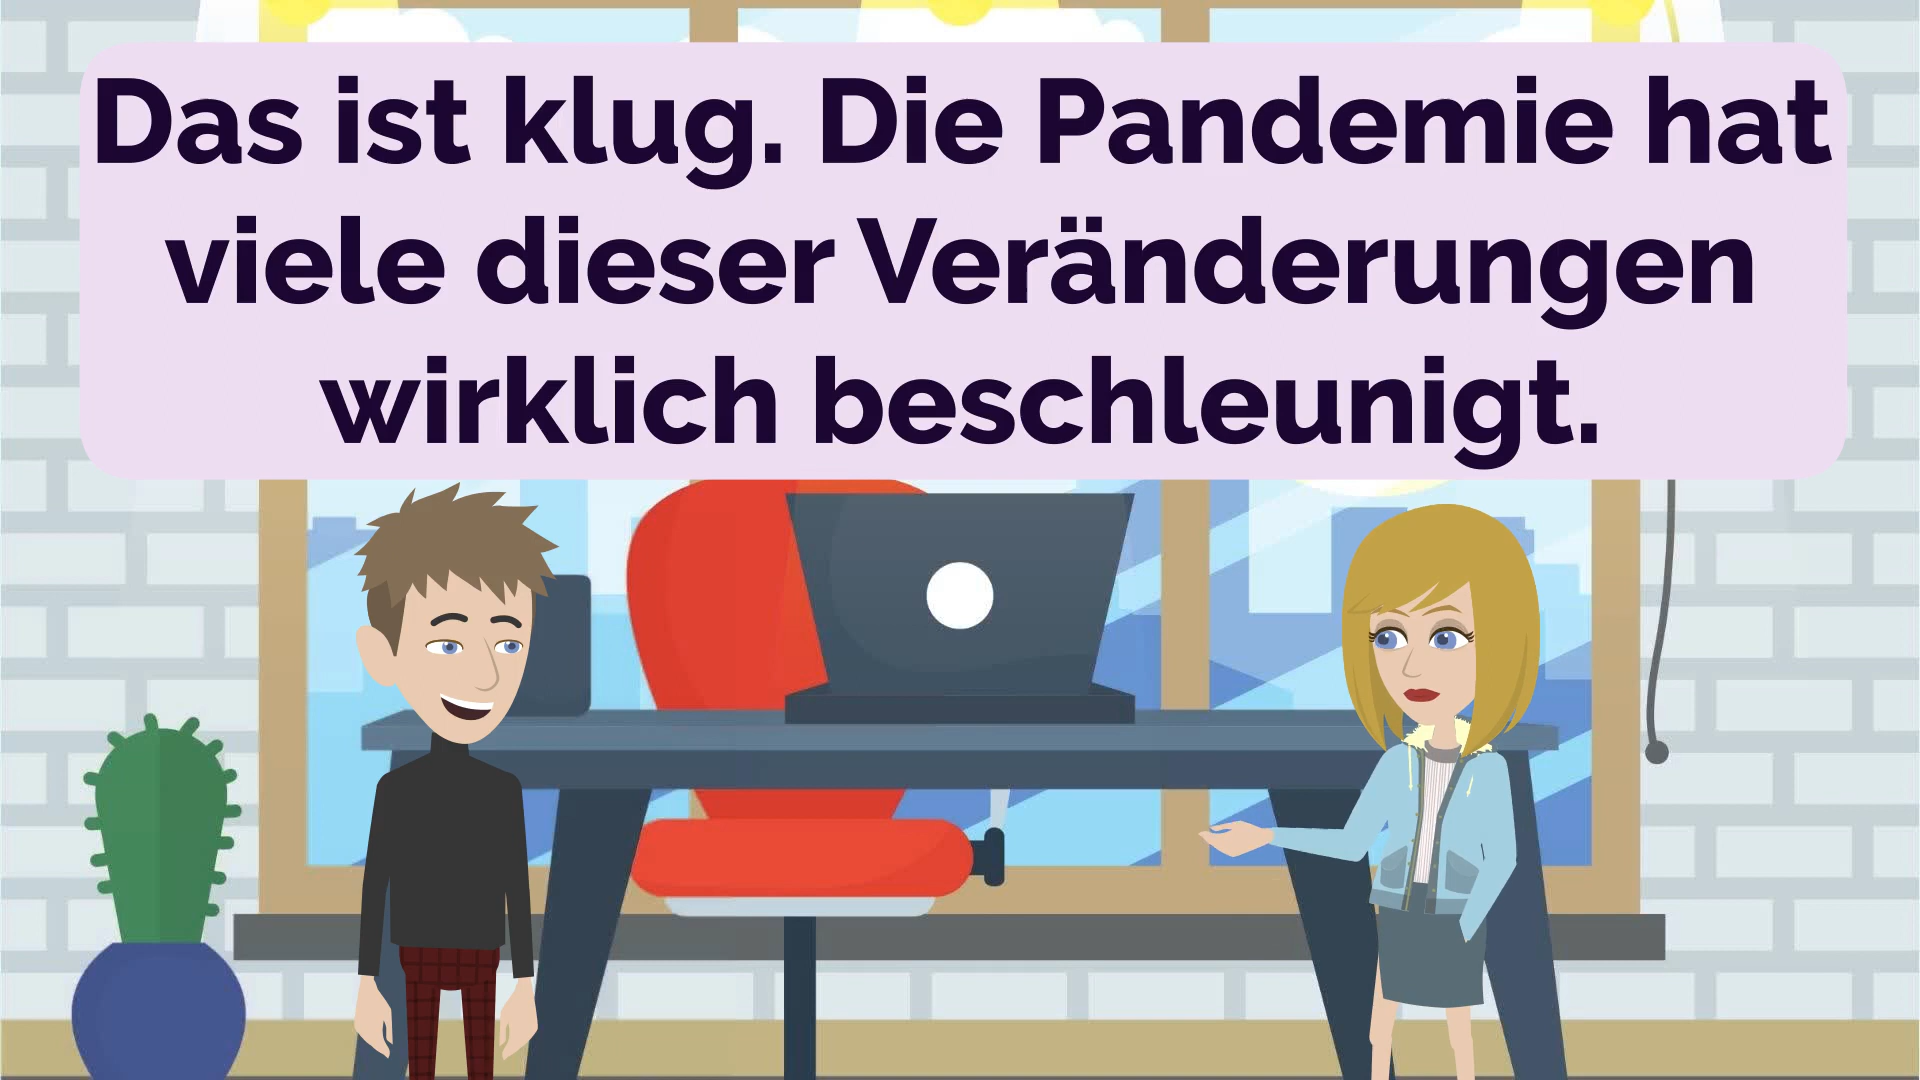 Das ist klug. Die Pandemie hat
viele dieser Veränderungen
wirklich beschleunigt.